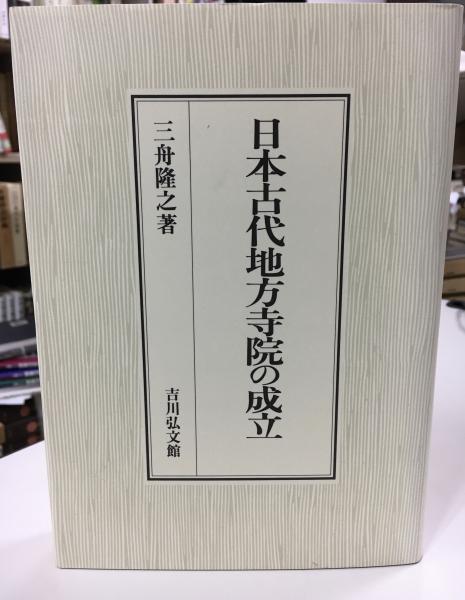 日本古代地方寺院の成立
三舟隆之著
吉川弘文館